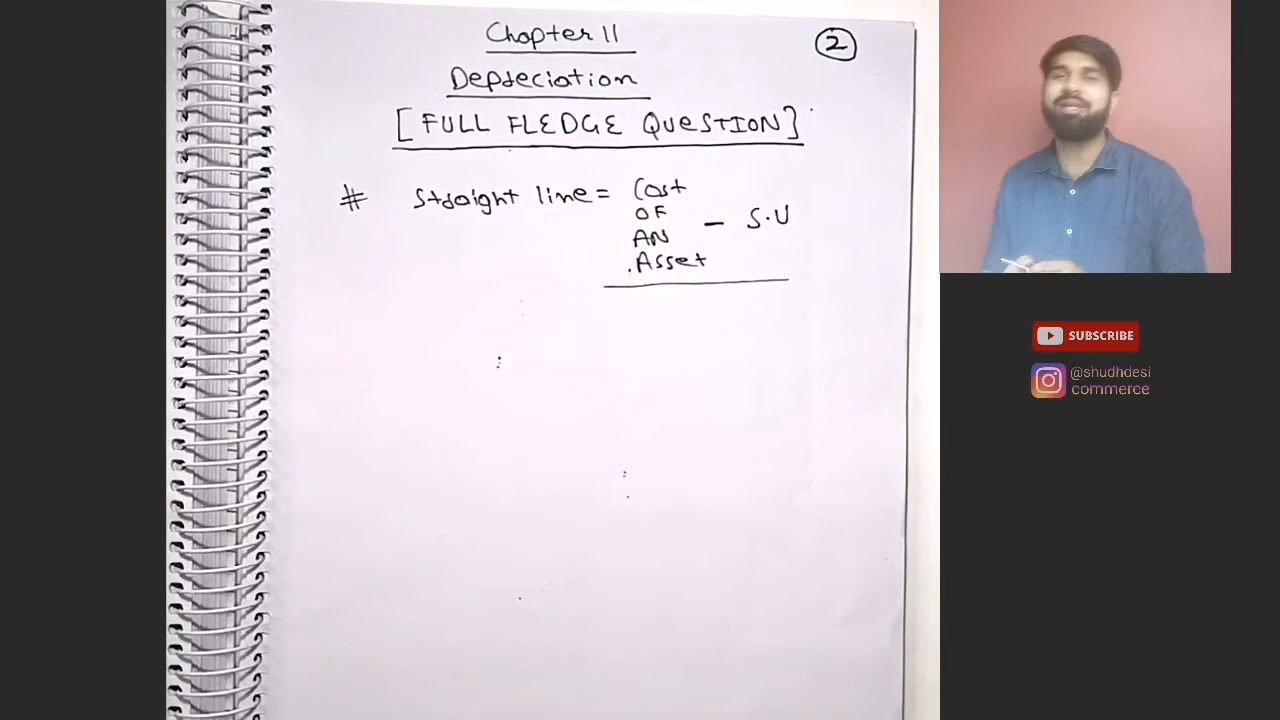 Chapter 11
2
Depreciation
[FULL FLEDGE QUESTION]
# Straight line = Cost
OF
AN
Asset
— S.V
SUBSCRIBE
@shudhdesi
commerce